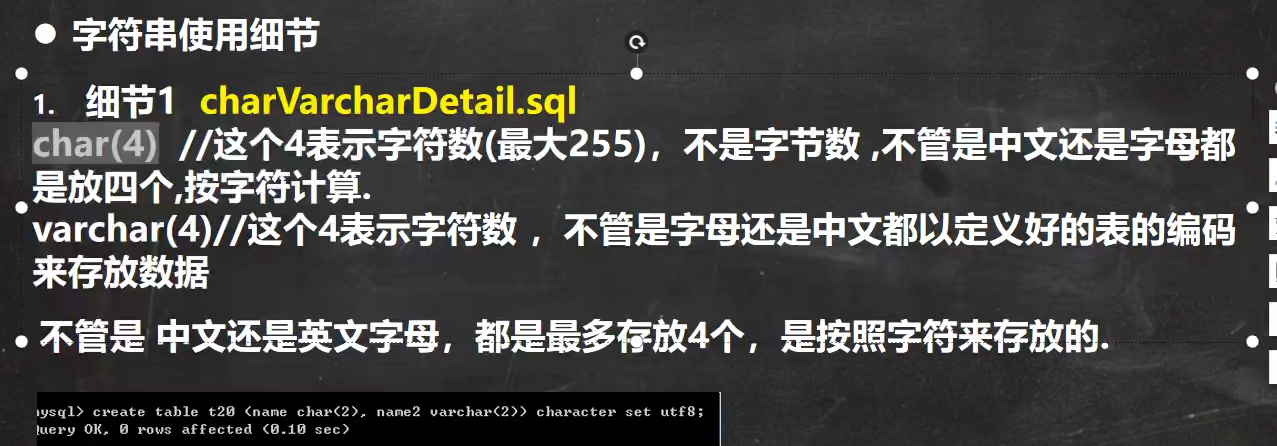 ● 字符串使用细节
1. 细节1 charVarcharDetail.sql
char(4) //这个4表示字符数(最大255)，不是字节数 ,不管是中文还是字母都
是放四个,按字符计算.
varchar(4)//这个4表示字符数 ，不管是字母还是中文都以定义好的表的编码
来存放数据
不管是 中文还是英文字母，都是最多存放4个，是按照字符来存放的.
mysql> create table t20 (name char(2), name2 varchar(2)) character set utf8;
Query OK, 0 rows affected (0.10 sec)